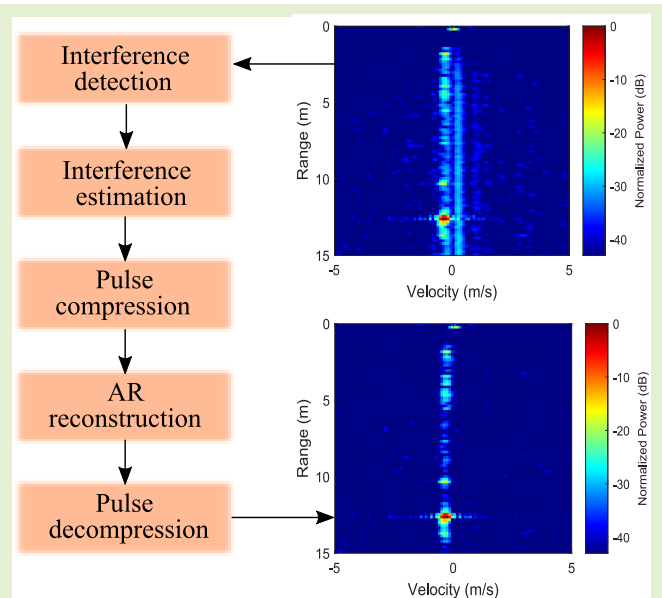 Interference
detection
Interference
estimation
Pulse
compression
AR
reconstruction
Pulse
decompression
0
5
10
15
Range (m)
-5
0
5
Velocity (m/s)
0
-10
-20
-30
-40
Normalized Power (dB)
0
5
10
15
Range (m)
-5
0
5
Velocity (m/s)
0
-10
-20
-30
-40
Normalized Power (dB)